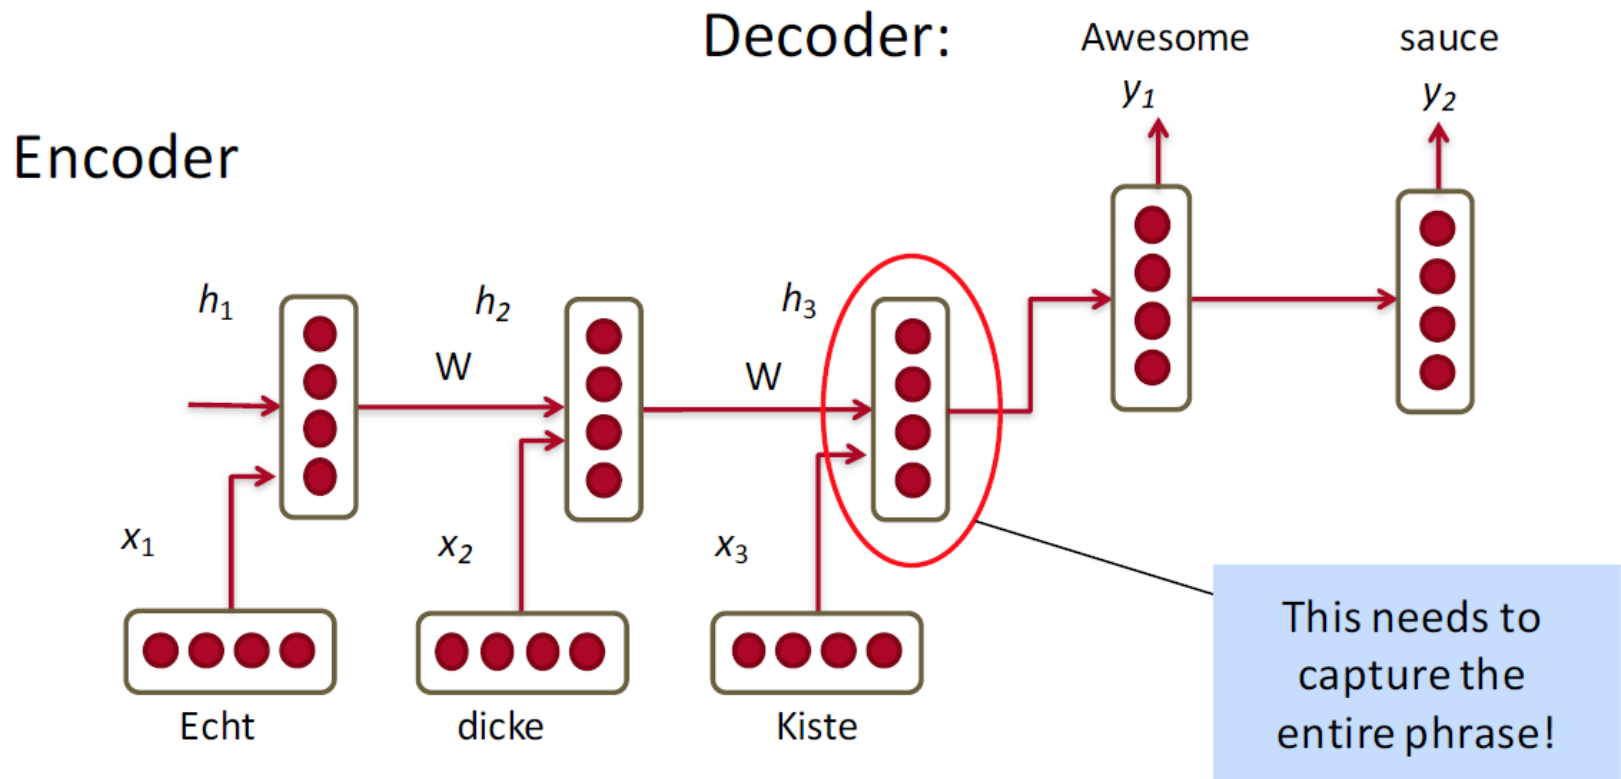 Decoder:
Awesome
sauce
y1
y2
Encoder
h1
h2
h3
W
W
x1
x2
x3
This needs to
capture the
entire phrase!
Echt
dicke
Kiste